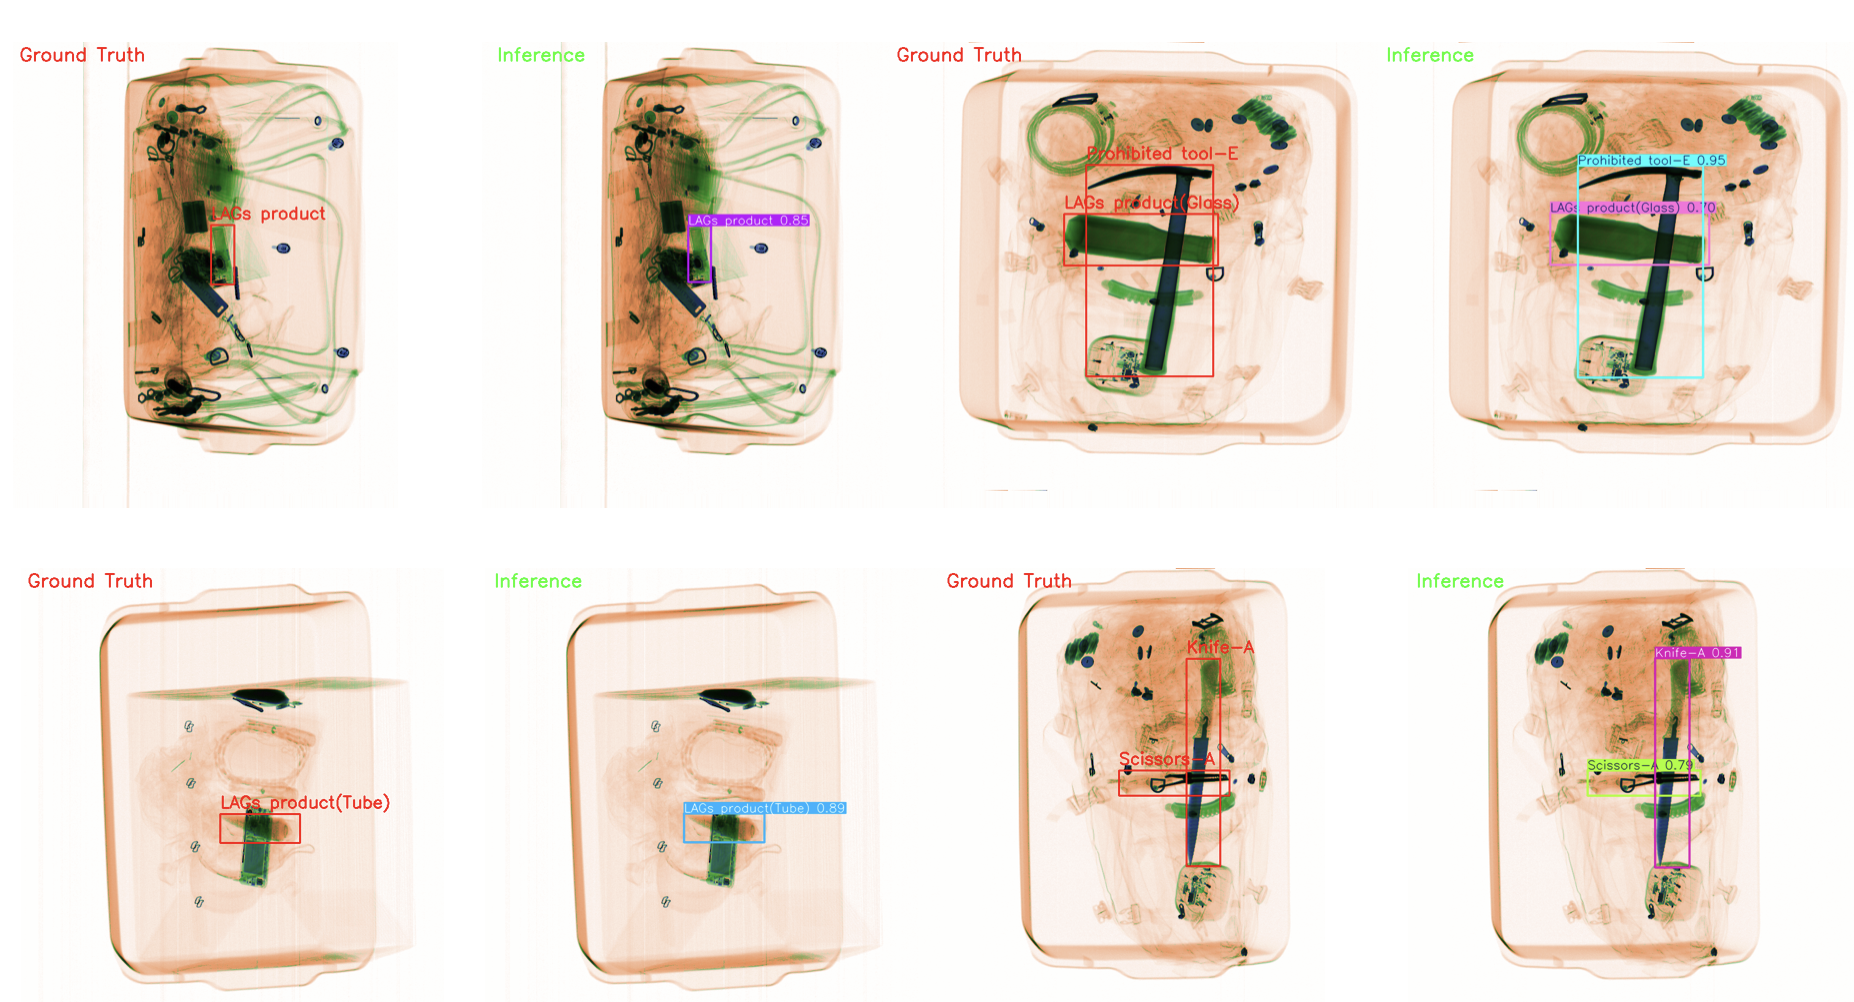 Ground Truth
Inference
Ground Truth
Inference
LAGs product
LAGs product 0.85
Prohibited tool-E
LAGs product(Glass)
Prohibited tool-E 0.95
LAGs product(Glass) 0.70
Ground Truth
Inference
Ground Truth
Inference
LAGs product(Tube)
LAGs product(Tube) 0.89
Knife-A
Scissors-A
Knife-A 0.91
Scissors-A 0.79